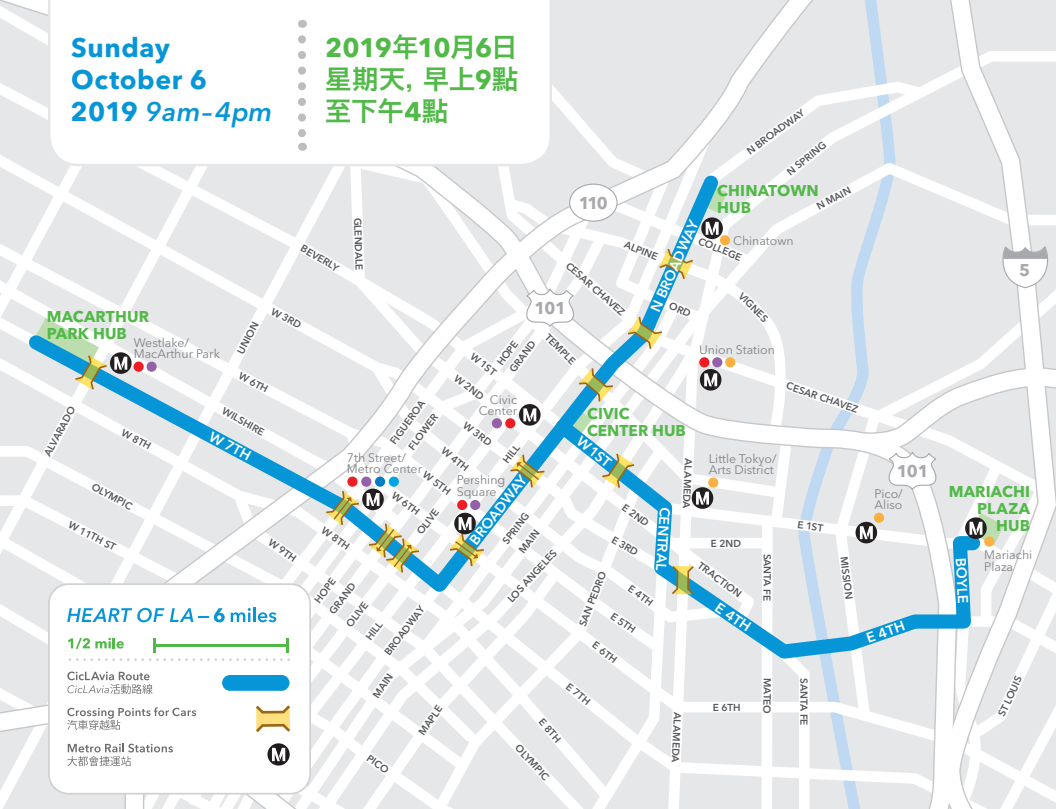 Sunday
October 6
2019 9am–4pm
2019年10月6日
星期天, 早上9點
至下午4點
N BROADWAY
N SPRING
N MAIN
CHINATOWN
HUB
M
Chinatown
COLLEGE
ALPINE
N BROADWAY
110
GLENDALE
BEVERLY
CESAR CHAVEZ
ORD
VIGNES
5
101
MACARTHUR
PARK HUB
Westlake/
MacArthur Park
M
UNION
W 3RD
W 6TH
WILSHIRE
W 7TH
ALVARADO
W 8TH
OLYMPIC
W 11TH ST
W 9TH
W 8TH
HOPE
GRAND
TEMPLE
W 1ST
W 2ND
W 3RD
W 4TH
W 5TH
W 6TH
FIGUEROA
FLOWER
HILL
OLIVE
Civic
Center
M
Union Station
M
CESAR CHAVEZ
CIVIC
CENTER HUB
W 1ST
7th Street/
Metro Center
M
Pershing
Square
M
BROADWAY
SPRING
MAIN
LOS ANGELES
Little Tokyo/
Arts District
M
ALAMEDA
101
Pico/
Aliso
M
MARIACHI
PLAZA
HUB
M
Mariachi
Plaza
E 1ST
E 2ND
E 2ND
E 3RD
CENTRAL
TRACTION
SANTA FE
MISSION
BOYLE
E 4TH
E 4TH
E 4TH
E 5TH
E 6TH
E 7TH
E 8TH
SAN PEDRO
HOPE
GRAND
OLIVE
HILL
BROADWAY
MAIN
MAPLE
PICO
OLYMPIC
ALAMEDA
E 6TH
MATEO
SANTA FE
ST LOUIS
HEART OF LA – 6 miles
1/2 mile
CicLAvia Route
CicLAvia活動路線
Crossing Points for Cars
汽車穿越點
Metro Rail Stations
大都會捷運站
M